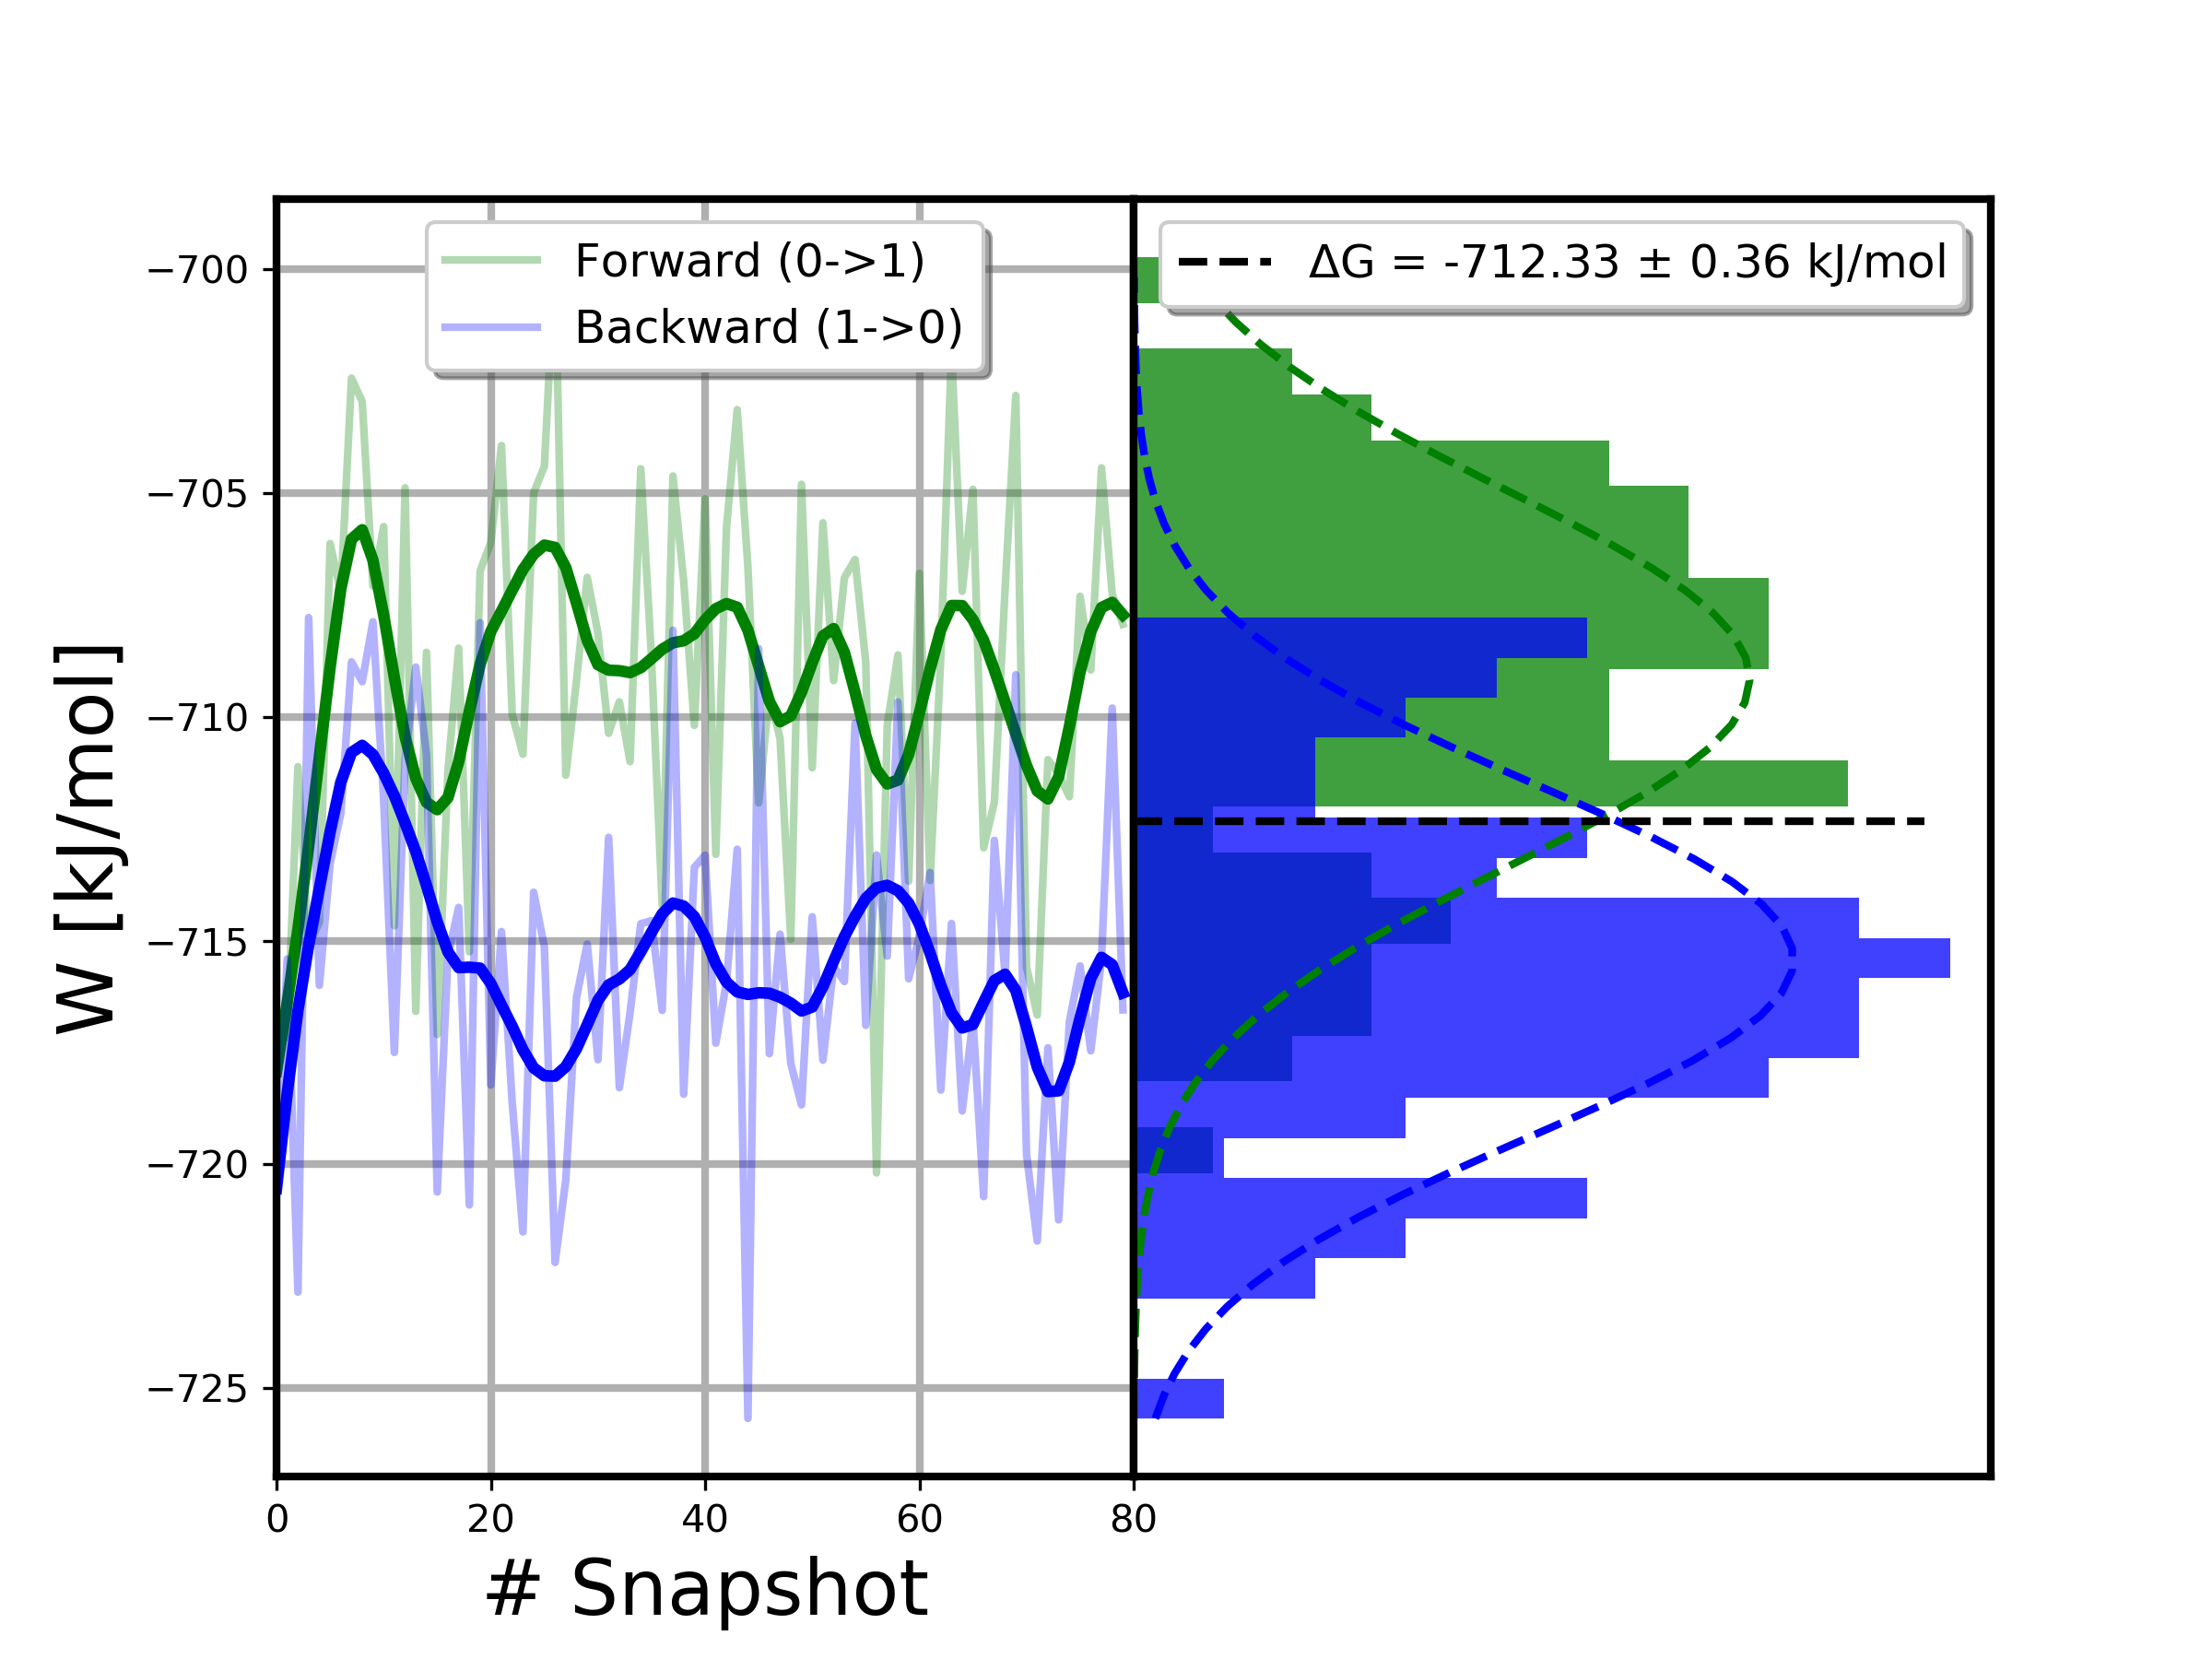 Forward (0->1)
Backward (1->0)
ΔG = -712.33 ± 0.36 kJ/mol
W [kJ/mol]
−700
−705
−710
−715
−720
−725
0
20
40
60
80
# Snapshot